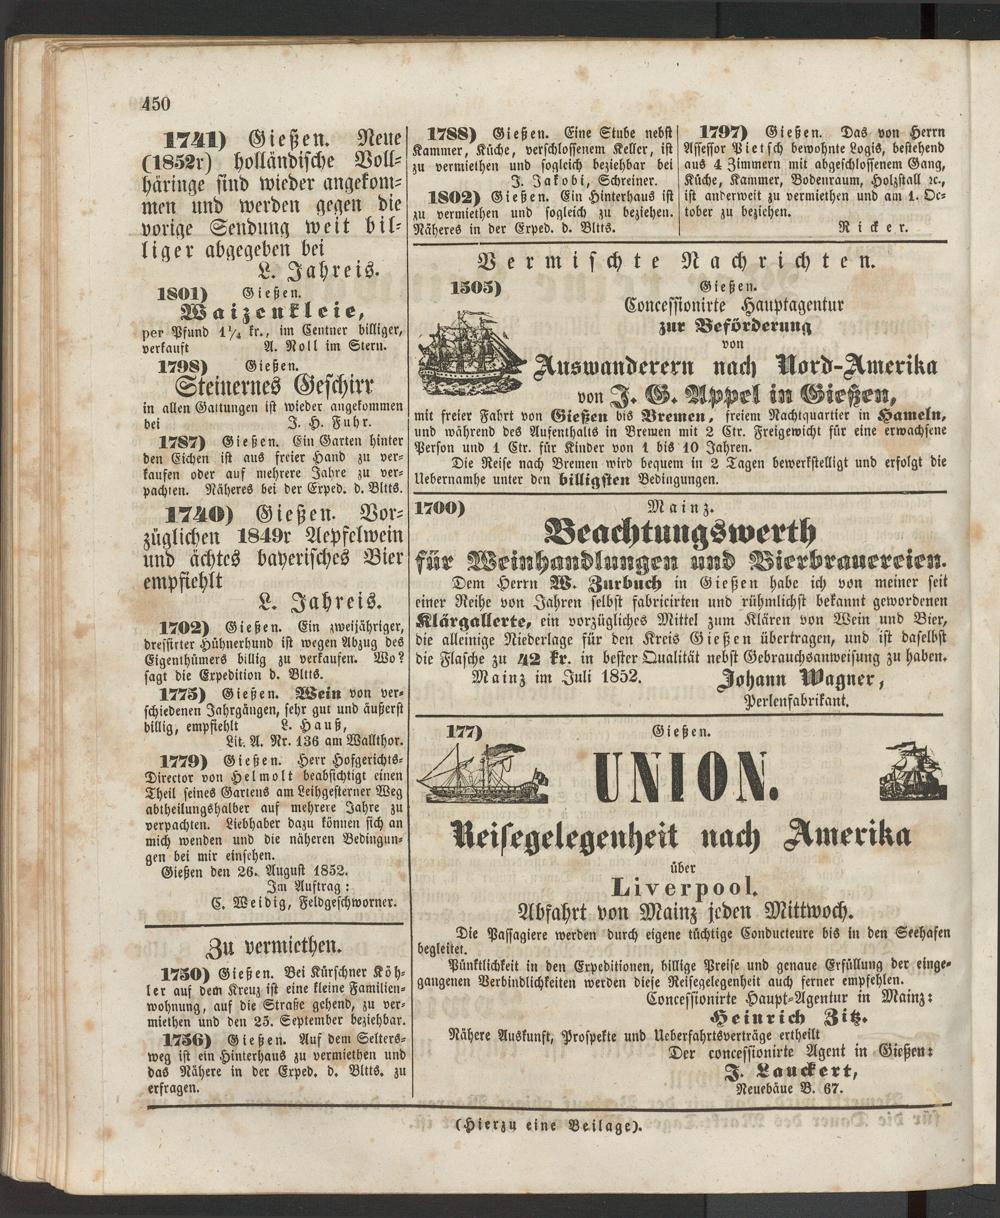 450
1741) Gießen. Neue
(1852r) holländische Voll-
häringe sind wieder angekom-
men und werden gegen die
vorige Sendung weit bil-
liger abgegeben bei
L. Jahreis.
1801) Gießen.
Waizenkleie,
per Pfund 1¼ kr., im Centner billiger,
verkauft A. Noll im Stern.
1798) Gießen.
Steinernes Geschirr
in allen Gattungen ist wieder angekommen
bei J. H. Fuhr.
1787) Gießen. Ein Garten hinter
den Eichen ist aus freier Hand zu ver-
kaufen oder auf mehrere Jahre zu ver-
pachten. Näheres bei der Exped. d. Bltts.
1740) Gießen. Vor-
züglichen 1849r Aepfelwein
und ächtes bayerisches Bier
empfiehlt
L. Jahreis.
1702) Gießen. Ein zweijähriger,
dressirter Hühnerhund ist wegen Abzug des
Eigenthümers billig zu verkaufen. Wo?
sagt die Expedition d. Bltts.
1775) Gießen. Wein von ver-
schiedenen Jahrgängen, sehr gut und äußerst
billig, empfiehlt L. Hauß,
Lit. A. Nr. 136 am Wallthor.
1779) Gießen. Herr Hofgerichts-
Director von Helmolt beabsichtigt einen
Theil seines Gartens am Leihgesterner Weg
abtheilungshalber auf mehrere Jahre zu
verpachten. Liebhaber dazu können sich an
mich wenden und die näheren Bedingun-
gen bei mir einsehen.
Gießen den 26. August 1852.
Im Auftrag:
C. Weidig, Feldgeschworner.
Zu vermiethen.
1750) Gießen. Bei Kürschner Köh-
ler auf dem Kreuz ist eine kleine Familien-
wohnung, auf die Straße gehend, zu ver-
miethen und den 25. September beziehbar.
1756) Gießen. Auf dem Selters-
weg ist ein Hinterhaus zu vermiethen und
das Nähere in der Exped. d. Bltts. zu
erfragen.
1788) Gießen. Eine Stube nebst
Kammer, Küche, verschlossenem Keller, ist
zu vermiethen und sogleich beziehbar bei
J. Jakobi, Schreiner.
1802) Gießen. Ein Hinterhaus ist
zu vermiethen und sogleich zu beziehen.
Näheres in der Exped. d. Bltts.
1797) Gießen. Das von Herrn
Assessor Pietsch bewohnte Logis, bestehend
aus 4 Zimmern mit abgeschlossenem Gang,
Küche, Kammer, Bodenraum, Holzstall ꝛc.,
ist anderweit zu vermiethen und am 1. Oc-
tober zu beziehen.
Ricker.
Vermischte Nachrichten.
1505) Gießen.
Concessionirte Hauptagentur
zur Beförderung
von
Auswanderern nach Nord-Amerika
von J. G. Appel in Gießen,
mit freier Fahrt von Gießen bis Bremen, freiem Nachtquartier in Hameln,
und während des Aufenthalts in Bremen mit 2 Ctr. Freigewicht für eine erwachsene
Person und 1 Ctr. für Kinder von 1 bis 10 Jahren.
Die Reise nach Bremen wird bequem in 2 Tagen bewerkstelligt und erfolgt die
Uebernamhe unter den billigsten Bedingungen.
1700) Mainz.
Beachtungswerth
für Weinhandlungen und Bierbrauereien.
Dem Herrn W. Zurbuch in Gießen habe ich von meiner seit
einer Reihe von Jahren selbst fabricirten und rühmlichst bekannt gewordenen
Klärgallerte, ein vorzügliches Mittel zum Klären von Wein und Bier,
die alleinige Niederlage für den Kreis Gießen übertragen, und ist daselbst
die Flasche zu 42 kr. in bester Qualität nebst Gebrauchsanweisung zu haben.
Mainz im Juli 1852. Johann Wagner,
Perlenfabrikant.
177) Gießen.
UNION.
Reisegelegenheit nach Amerika
über
Liverpool.
Abfahrt von Mainz jeden Mittwoch.
Die Passagiere werden durch eigene tüchtige Conducteure bis in den Seehafen
begleitet.
Pünktlichkeit in den Expeditionen, billige Preise und genaue Erfüllung der einge-
gangenen Verbindlichkeiten werden diese Reisegelegenheit auch ferner empfehlen.
Concessionirte Haupt-Agentur in Mainz:
Heinrich Zitz.
Nähere Auskunft, Prospekte und Ueberfahrtsverträge ertheilt
Der concessionirte Agent in Gießen:
J. Lauckert,
Neuebäue B. 67.
(Hierzu eine Beilage).